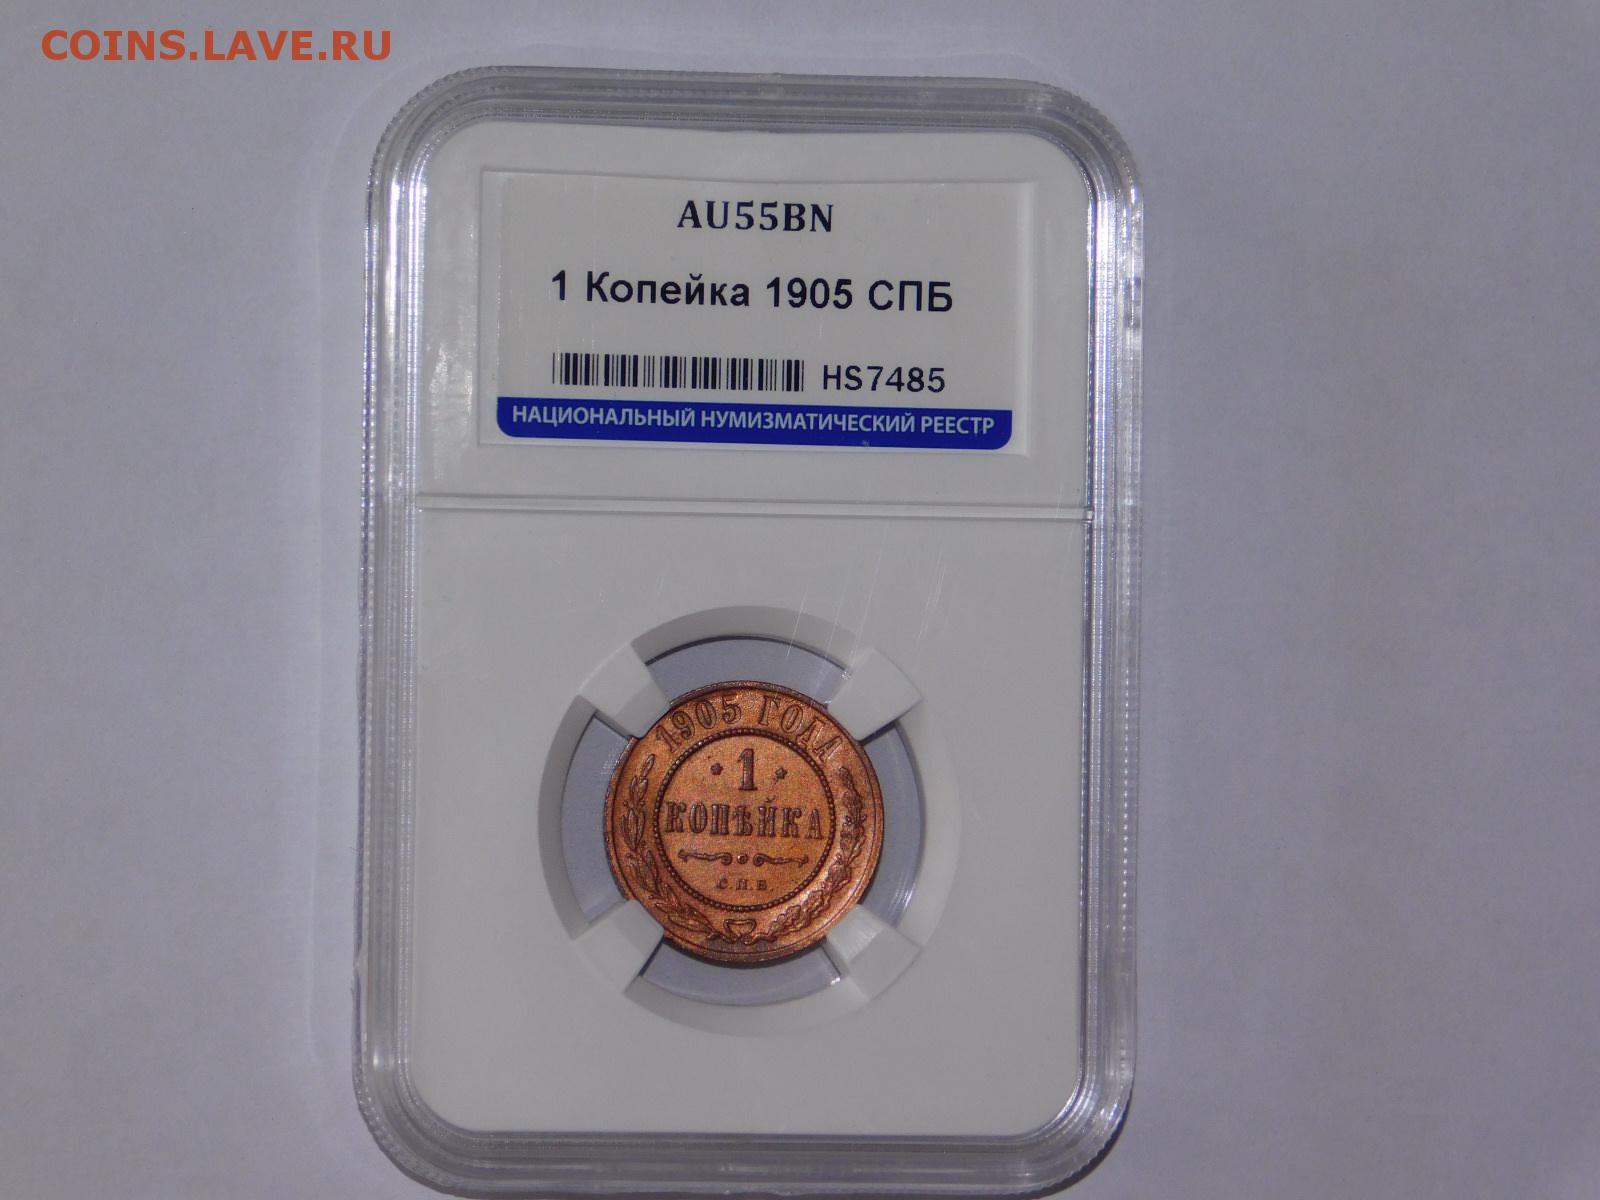 COINS.LAVE.RU
AU55BN
1 Копейка 1905 СПБ
HS7485
НАЦИОНАЛЬНЫЙ НУМИЗМАТИЧЕСКИЙ РЕЕСТР
1905 ГОДА
1
КОПѢЙКА
С.П.Б.